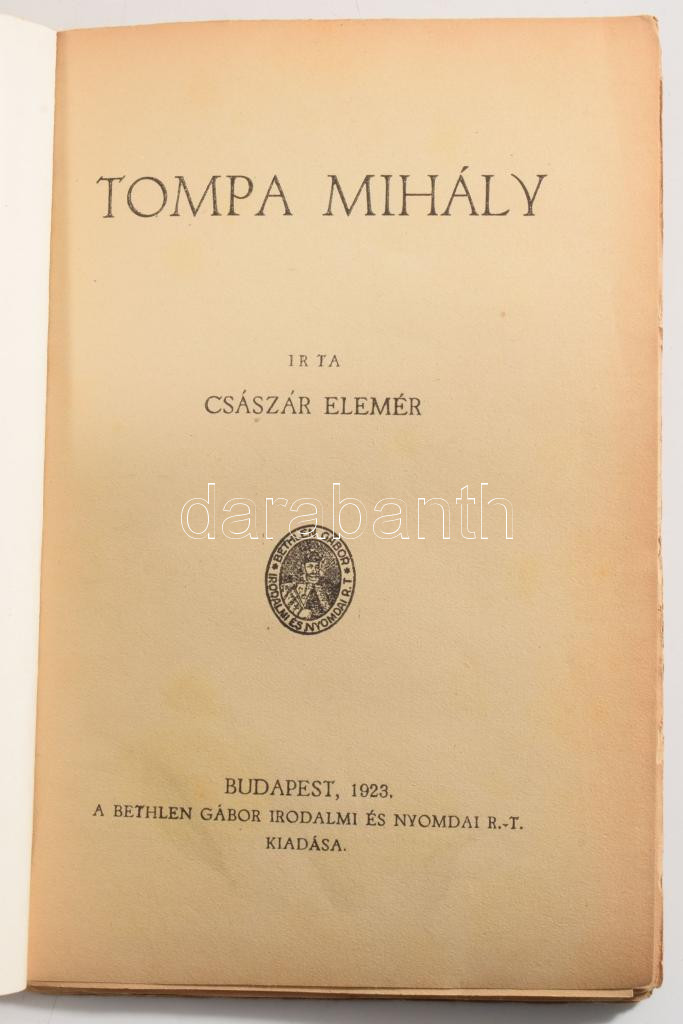 TOMPA MIHÁLY
IRTA
CSÁSZÁR ELEMÉR
darabanth
BETHLEN GÁBOR
IRODALMI ÉS NYOMDAI R.T
BUDAPEST, 1923.
A BETHLEN GÁBOR IRODALMI ÉS NYOMDAI R.-T.
KIADÁSA.